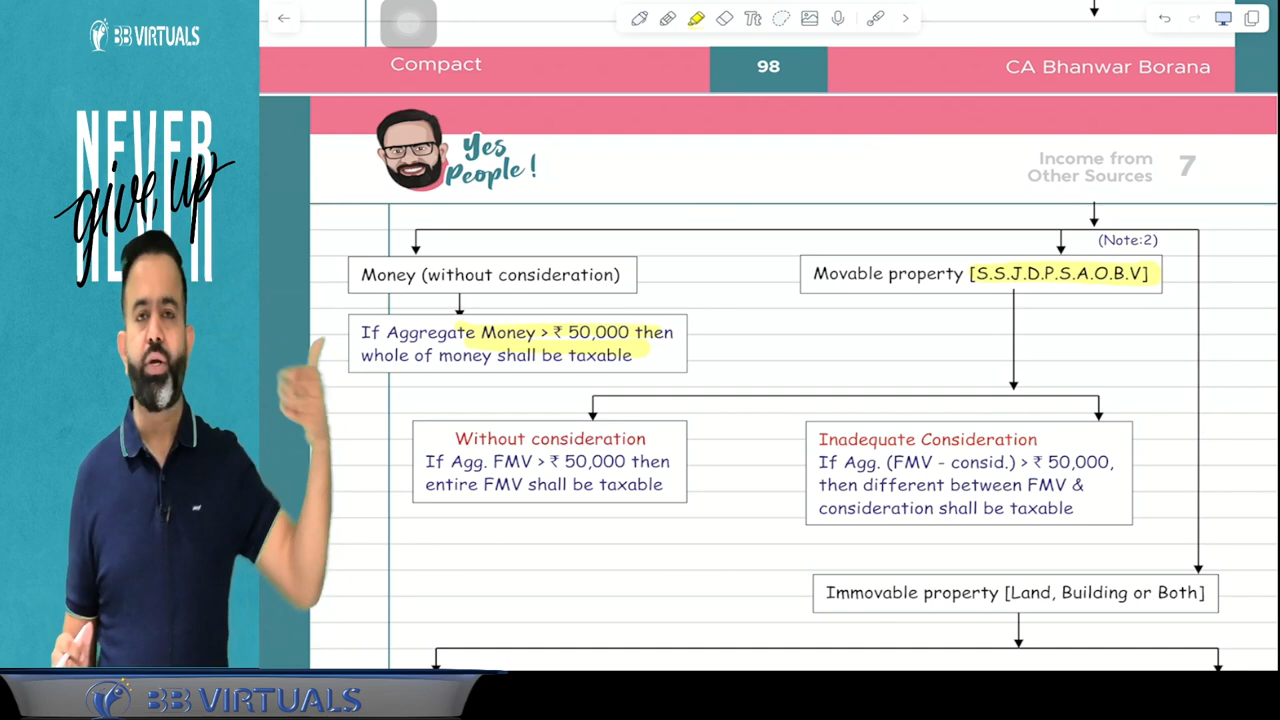 BB VIRTUALS
NEVER
give up
NEVER
Tt
Compact
98
CA Bhanwar Borana
Yes
People !
Income from
Other Sources
7
(Note:2)
Money (without consideration)
Movable property [S.S.J.D.P.S.A.O.B.V]
If Aggregate Money > ₹ 50,000 then
whole of money shall be taxable
Without consideration
If Agg. FMV > ₹ 50,000 then
entire FMV shall be taxable
Inadequate Consideration
If Agg. (FMV - consid.) > ₹ 50,000,
then different between FMV &
consideration shall be taxable
Immovable property [Land, Building or Both]
BB VIRTUALS